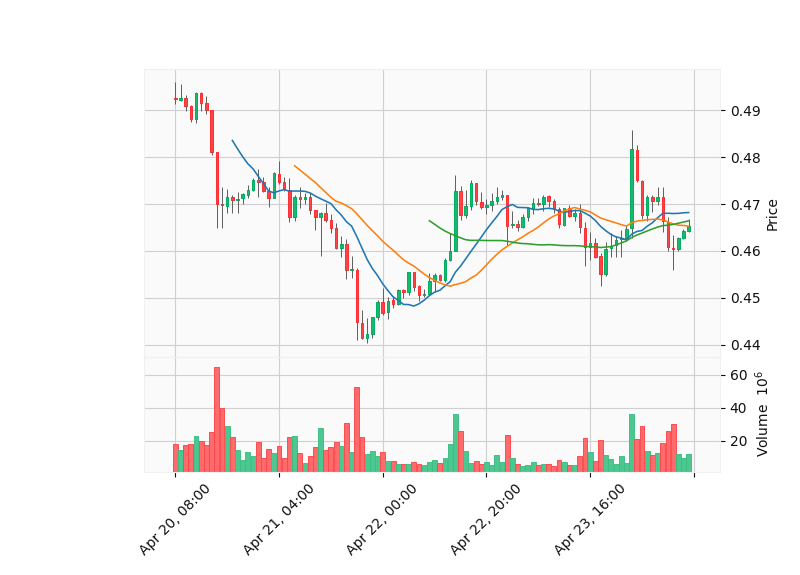 0.49
0.48
0.47
0.46
0.45
0.44
Price
60
40
20
Volume 10^6
Apr 20, 08:00
Apr 21, 04:00
Apr 22, 00:00
Apr 22, 20:00
Apr 23, 16:00